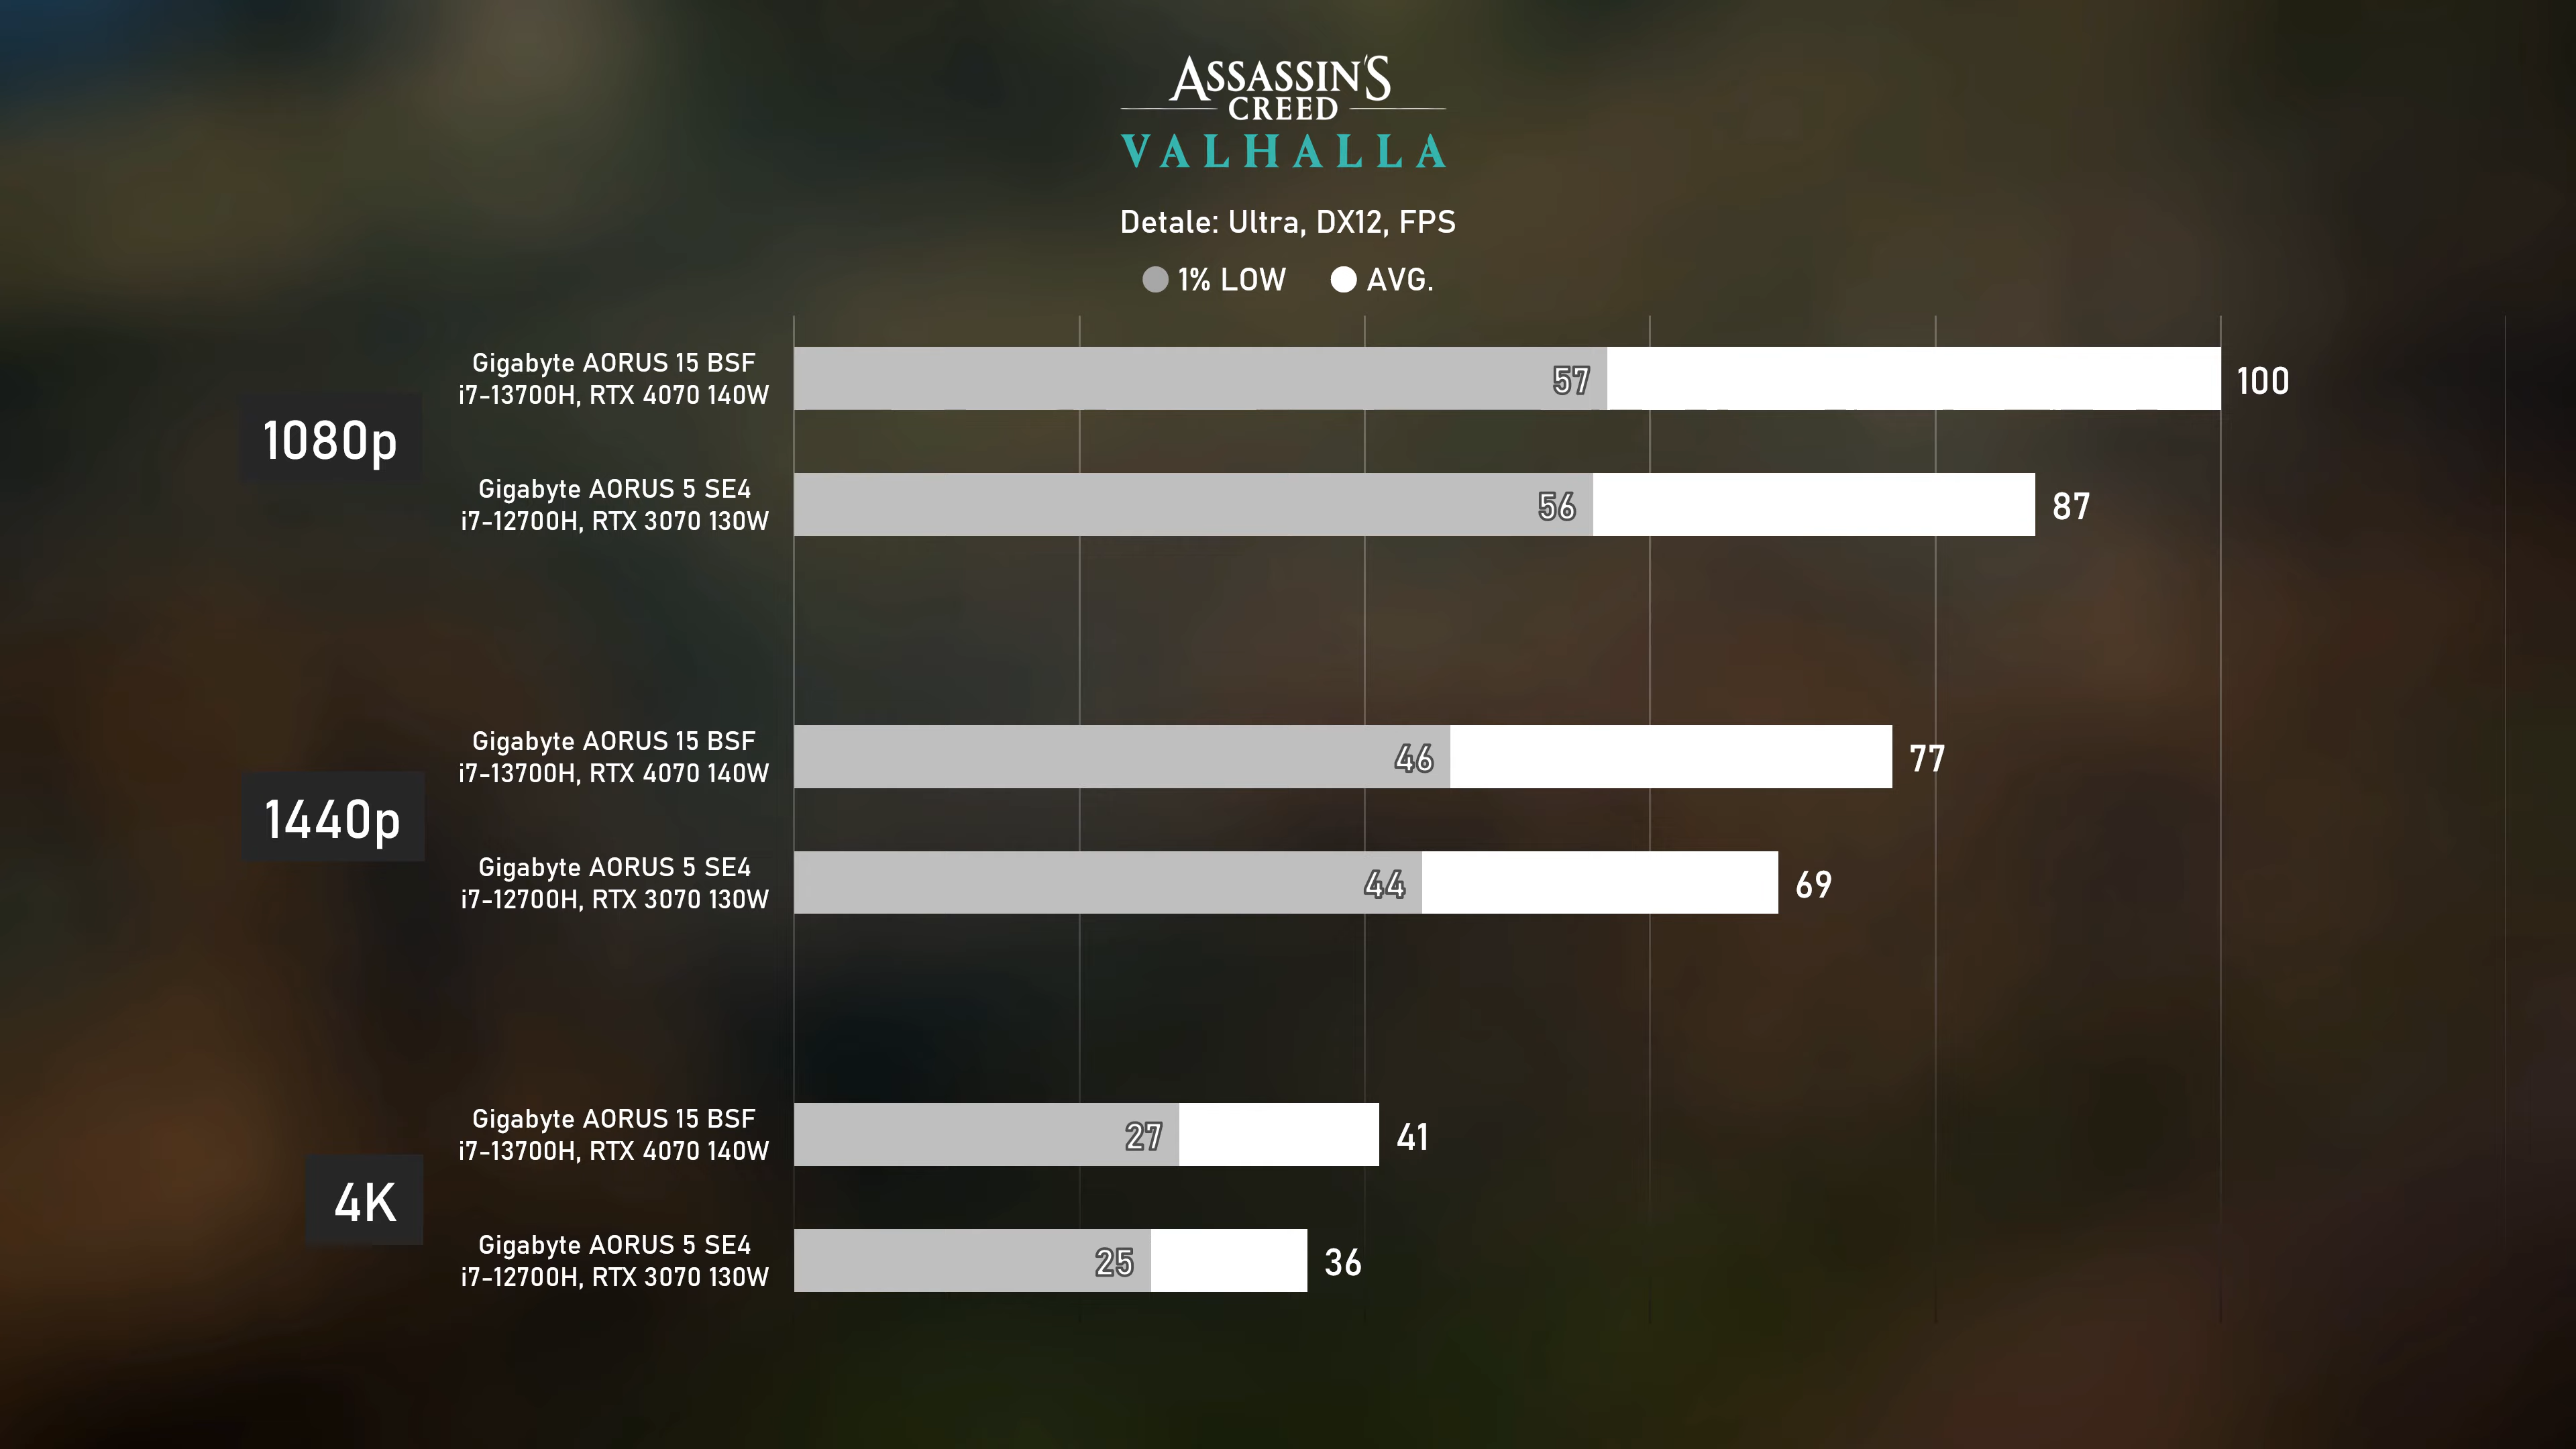 ASSASSIN'S
CREED
VALHALLA
Detale: Ultra, DX12, FPS
1% LOW AVG.
1080p
Gigabyte AORUS 15 BSF
i7-13700H, RTX 4070 140W
57 100
Gigabyte AORUS 5 SE4
i7-12700H, RTX 3070 130W
56 87
1440p
Gigabyte AORUS 15 BSF
i7-13700H, RTX 4070 140W
46 77
Gigabyte AORUS 5 SE4
i7-12700H, RTX 3070 130W
44 69
4K
Gigabyte AORUS 15 BSF
i7-13700H, RTX 4070 140W
27 41
Gigabyte AORUS 5 SE4
i7-12700H, RTX 3070 130W
25 36